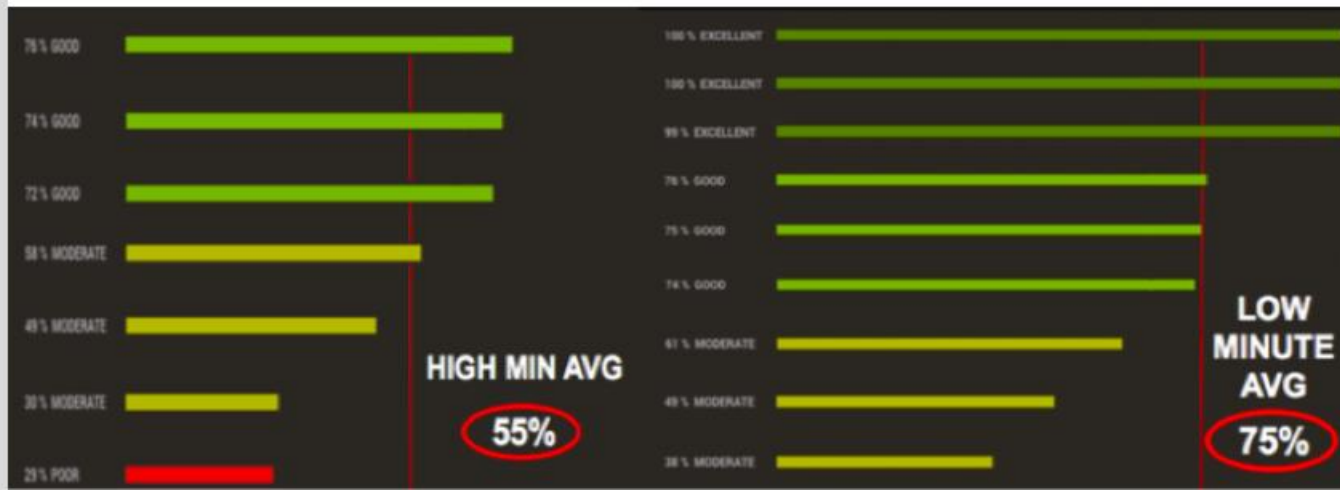 76 % GOOD
74 % GOOD
72 % GOOD
58 % MODERATE
49 % MODERATE
30 % MODERATE
29 % POOR
HIGH MIN AVG
55%
100 % EXCELLENT
100 % EXCELLENT
99 % EXCELLENT
76 % GOOD
75 % GOOD
74 % GOOD
61 % MODERATE
49 % MODERATE
38 % MODERATE
LOW
MINUTE
AVG
75%